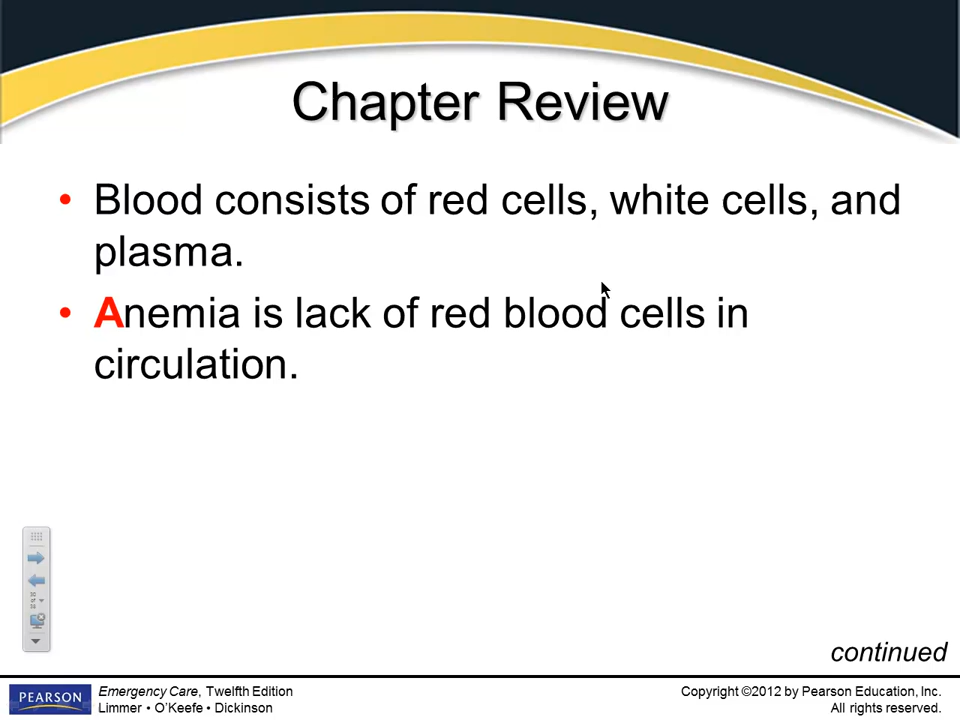 Chapter Review
• Blood consists of red cells, white cells, and
plasma.
• Anemia is lack of red blood cells in
circulation.
continued
PEARSON
Emergency Care, Twelfth Edition
Limmer • O'Keefe • Dickinson
Copyright ©2012 by Pearson Education, Inc.
All rights reserved.